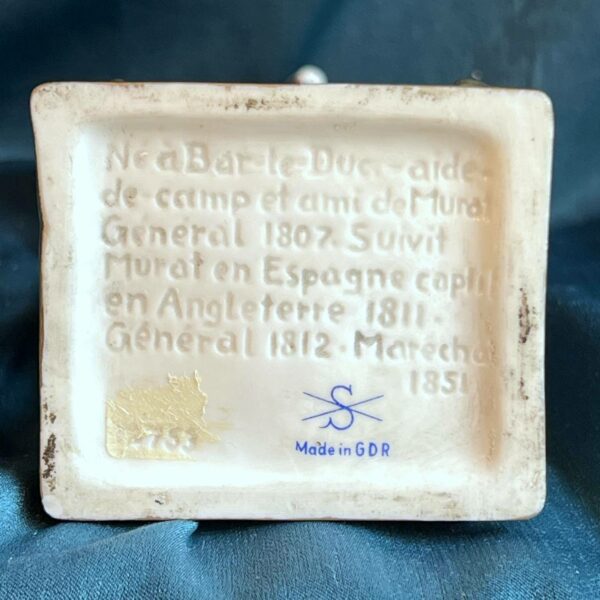 Né à Bar-le-Duc - aide-
de-camp et ami de Murat
Général 1807. Suivit
Murat en Espagne captif
en Angleterre 1811.
Général 1812. Maréchal
1851
S
Made in GDR